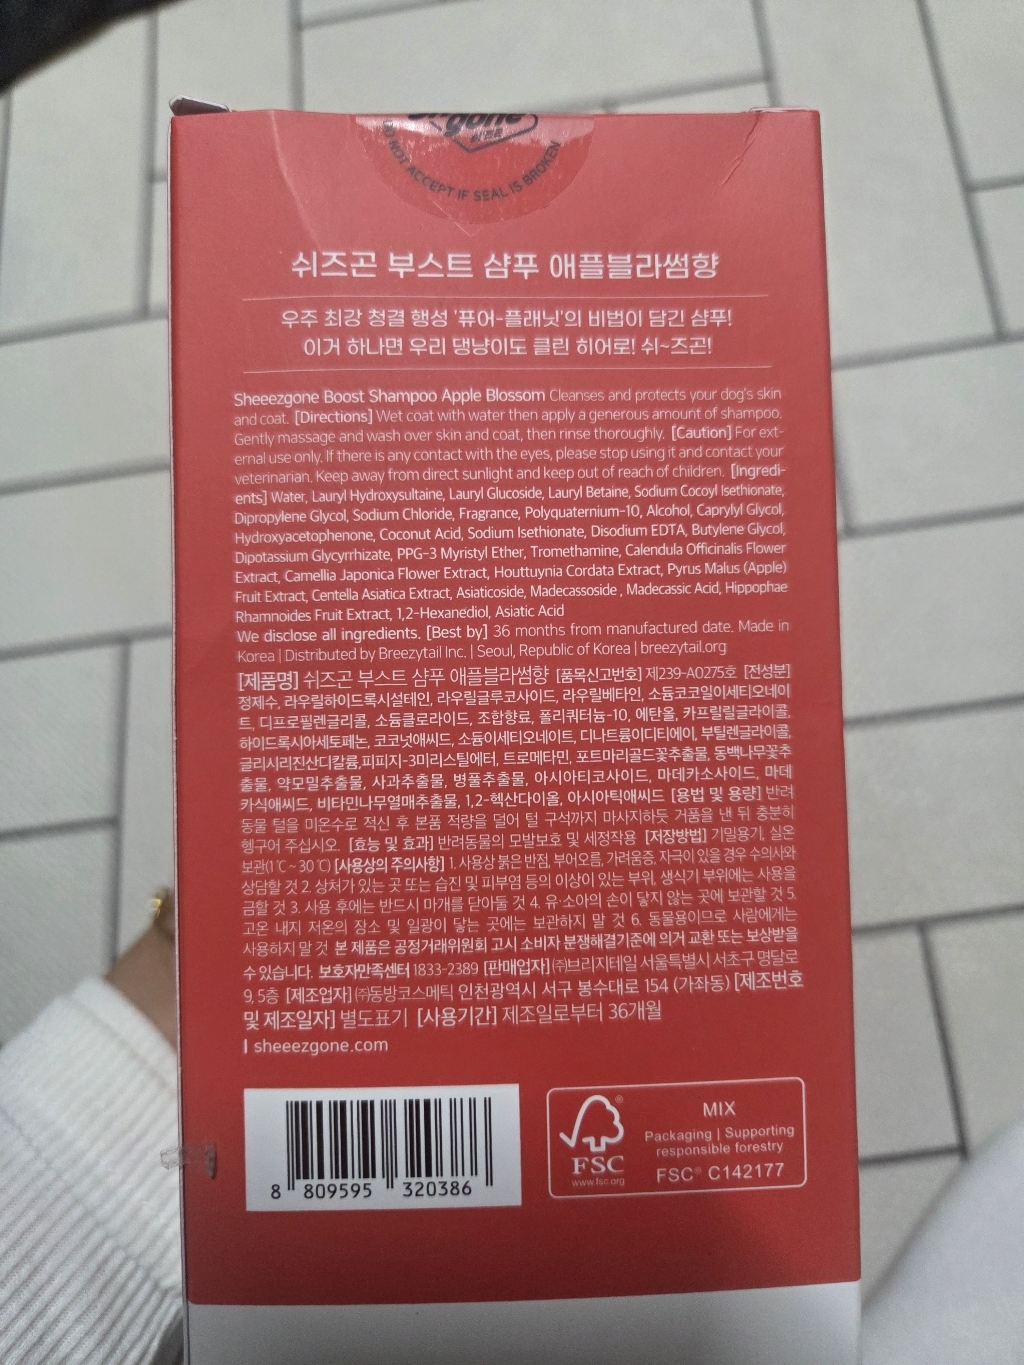 gone
쉬즈곤
DO NOT ACCEPT IF SEAL IS BROKEN
쉬즈곤 부스트 샴푸 애플블라썸향
우주 최강 청결 행성 '퓨어-플래닛'의 비법이 담긴 샴푸!
이거 하나면 우리 댕냥이도 클린 히어로! 쉬~즈곤!
Sheeezgone Boost Shampoo Apple Blossom Cleanses and protects your dog's skin
and coat. [Directions] Wet coat with water then apply a generous amount of shampoo.
Gently massage and wash over skin and coat, then rinse thoroughly. [Caution] For ext-
ernal use only. If there is any contact with the eyes, please stop using it and contact your
veterinarian. Keep away from direct sunlight and keep out of reach of children. [Ingredi-
ents] Water, Lauryl Hydroxysultaine, Lauryl Glucoside, Lauryl Betaine, Sodium Cocoyl Isethionate,
Dipropylene Glycol, Sodium Chloride, Fragrance, Polyquaternium-10, Alcohol, Caprylyl Glycol,
Hydroxyacetophenone, Coconut Acid, Sodium Isethionate, Disodium EDTA, Butylene Glycol,
Dipotassium Glycyrrhizate, PPG-3 Myristyl Ether, Tromethamine, Calendula Officinalis Flower
Extract, Camellia Japonica Flower Extract, Houttuynia Cordata Extract, Pyrus Malus (Apple)
Fruit Extract, Centella Asiatica Extract, Asiaticoside, Madecassoside , Madecassic Acid, Hippophae
Rhamnoides Fruit Extract, 1,2-Hexanediol, Asiatic Acid
We disclose all ingredients. [Best by] 36 months from manufactured date. Made in
Korea | Distributed by Breezytail Inc. | Seoul, Republic of Korea | breezytail.org
[제품명] 쉬즈곤 부스트 샴푸 애플블라썸향 [품목신고번호] 제239-A0275호 [전성분]
정제수, 라우릴하이드록시설테인, 라우릴글루코사이드, 라우릴베타인, 소듐코코일이세티오네이
트, 디프로필렌글리콜, 소듐클로라이드, 조합향료, 폴리쿼터늄-10, 에탄올, 카프릴릴글라이콜,
하이드록시아세토페논, 코코넛애씨드, 소듐이세티오네이트, 디나트륨이디티에이, 부틸렌글라이콜,
글리시리진산디칼륨,피피지-3미리스틸에터, 트로메타민, 포트마리골드꽃추출물, 동백나무꽃추
출물, 약모밀추출물, 사과추출물, 병풀추출물, 아시아티코사이드, 마데카소사이드, 마데
카식애씨드, 비타민나무열매추출물, 1,2-헥산다이올, 아시아틱애씨드 [용법 및 용량] 반려
동물 털을 미온수로 적신 후 본품 적량을 덜어 털 구석까지 마사지하듯 거품을 낸 뒤 충분히
헹구어 주십시오. [효능 및 효과] 반려동물의 모발보호 및 세정작용 [저장방법] 기밀용기, 실온
보관(1℃~30℃) [사용상의 주의사항] 1. 사용상 붉은 반점, 부어오름, 가려움증, 자극이 있을 경우 수의사와
상담할 것 2. 상처가 있는 곳 또는 습진 및 피부염 등의 이상이 있는 부위, 생식기 부위에는 사용을
금할 것 3. 사용 후에는 반드시 마개를 닫아둘 것 4. 유·소아의 손이 닿지 않는 곳에 보관할 것 5.
고온 내지 저온의 장소 및 일광이 닿는 곳에는 보관하지 말 것 6. 동물용이므로 사람에게는
사용하지 말 것 본 제품은 공정거래위원회 고시 소비자 분쟁해결기준에 의거 교환 또는 보상받을
수 있습니다. 보호자만족센터 1833-2389 [판매업자] ㈜브리지테일 서울특별시 서초구 명달로
9, 5층 [제조업자] ㈜동방코스메틱 인천광역시 서구 봉수대로 154 (가좌동) [제조번호
및 제조일자] 별도표기 [사용기간] 제조일로부터 36개월
| sheeezgone.com
8 809595 320386
FSC
www.fsc.org
MIX
Packaging | Supporting
responsible forestry
FSC® C142177